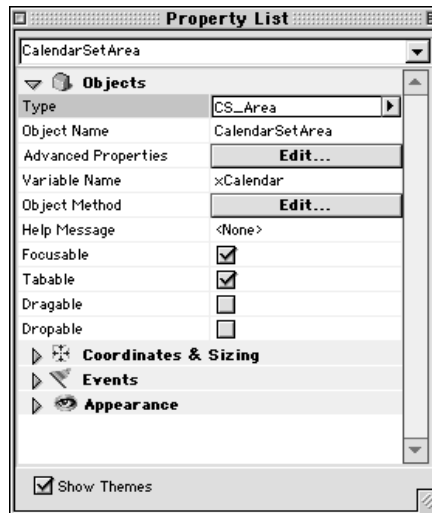 Property List
CalendarSetArea
Objects
Type CS_Area
Object Name CalendarSetArea
Advanced Properties Edit...
Variable Name xCalendar
Object Method Edit...
Help Message <None>
Focusable
Tabable
Dragable
Dropable
Coordinates & Sizing
Events
Appearance
Show Themes